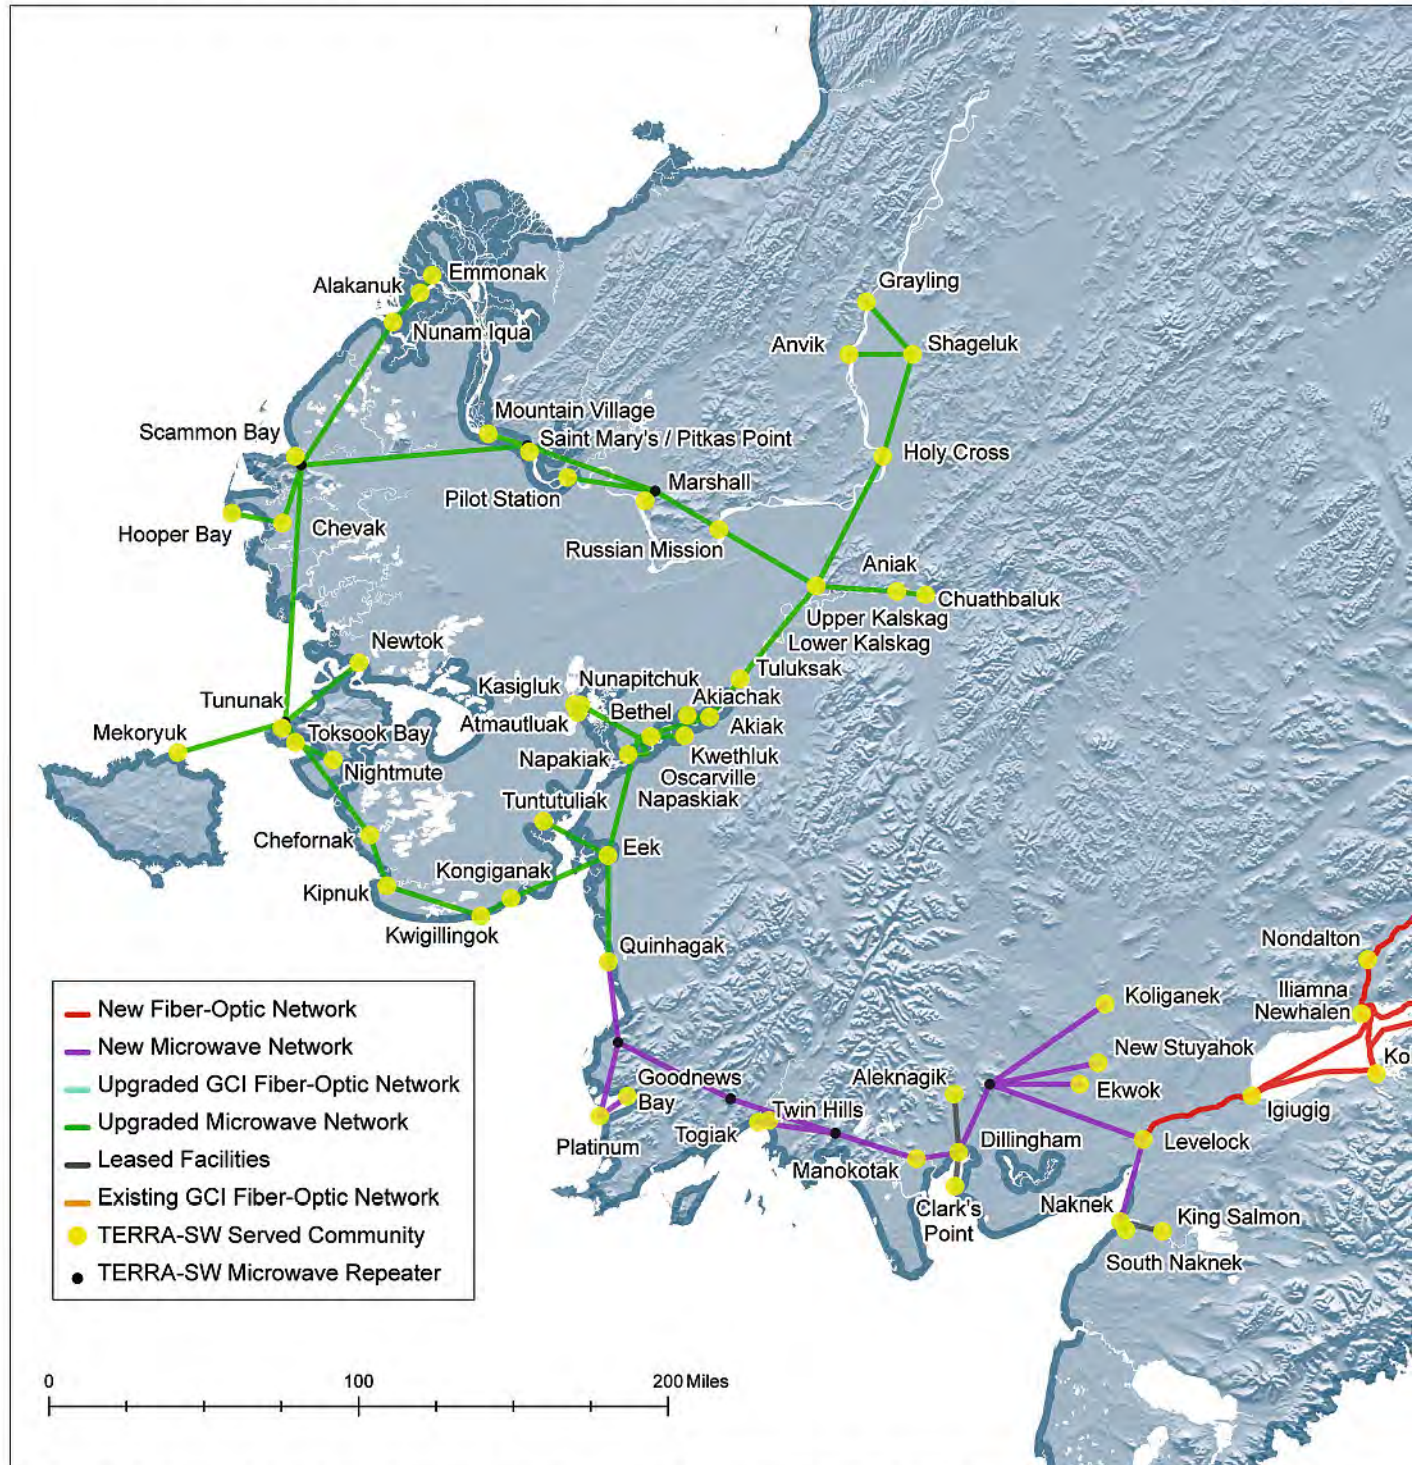 Emmonak
Alakanuk
Nunam Iqua
Grayling
Anvik
Shageluk
Mountain Village
Scammon Bay
Saint Mary's / Pitkas Point
Holy Cross
Marshall
Pilot Station
Hooper Bay
Chevak
Russian Mission
Aniak
Chuathbaluk
Upper Kalskag
Lower Kalskag
Newtok
Tuluksak
Nunapitchuk
Kasigluk
Akiachak
Tununak
Bethel
Atmautluak
Akiak
Mekoryuk
Toksook Bay
Kwethluk
Napakiak
Nightmute
Oscarville
Napaskiak
Tuntutuliak
Chefornak
Eek
Kongiganak
Kipnuk
Kwigillingok
Quinhagak
Nondalton
Iliamna
Newhalen
Koliganek
New Stuyahok
Ko
Goodnews
Bay
Aleknagik
Ekwok
Igiugig
Twin Hills
Togiak
Platinum
Dillingham
Levelock
Manokotak
Clark's
Point
Naknek
King Salmon
South Naknek
New Fiber-Optic Network
New Microwave Network
Upgraded GCI Fiber-Optic Network
Upgraded Microwave Network
Leased Facilities
Existing GCI Fiber-Optic Network
TERRA-SW Served Community
TERRA-SW Microwave Repeater
0 100 200 Miles